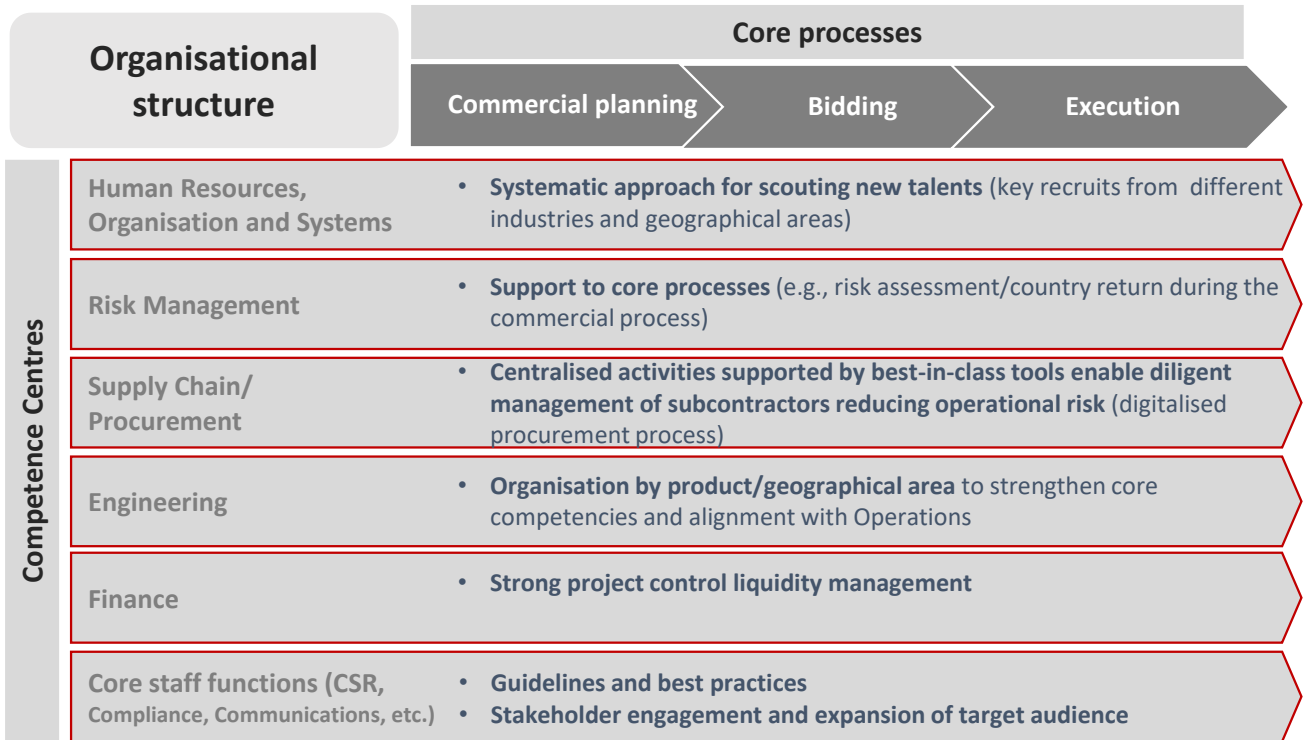 Organisational
structure
Core processes
Commercial planning
Bidding
Execution
Competence Centres
Human Resources,
Organisation and Systems
• Systematic approach for scouting new talents (key recruits from different
industries and geographical areas)
Risk Management
• Support to core processes (e.g., risk assessment/country return during the
commercial process)
Supply Chain/
Procurement
• Centralised activities supported by best-in-class tools enable diligent
management of subcontractors reducing operational risk (digitalised
procurement process)
Engineering
• Organisation by product/geographical area to strengthen core
competencies and alignment with Operations
Finance
• Strong project control liquidity management
Core staff functions (CSR,
Compliance, Communications, etc.)
• Guidelines and best practices
• Stakeholder engagement and expansion of target audience